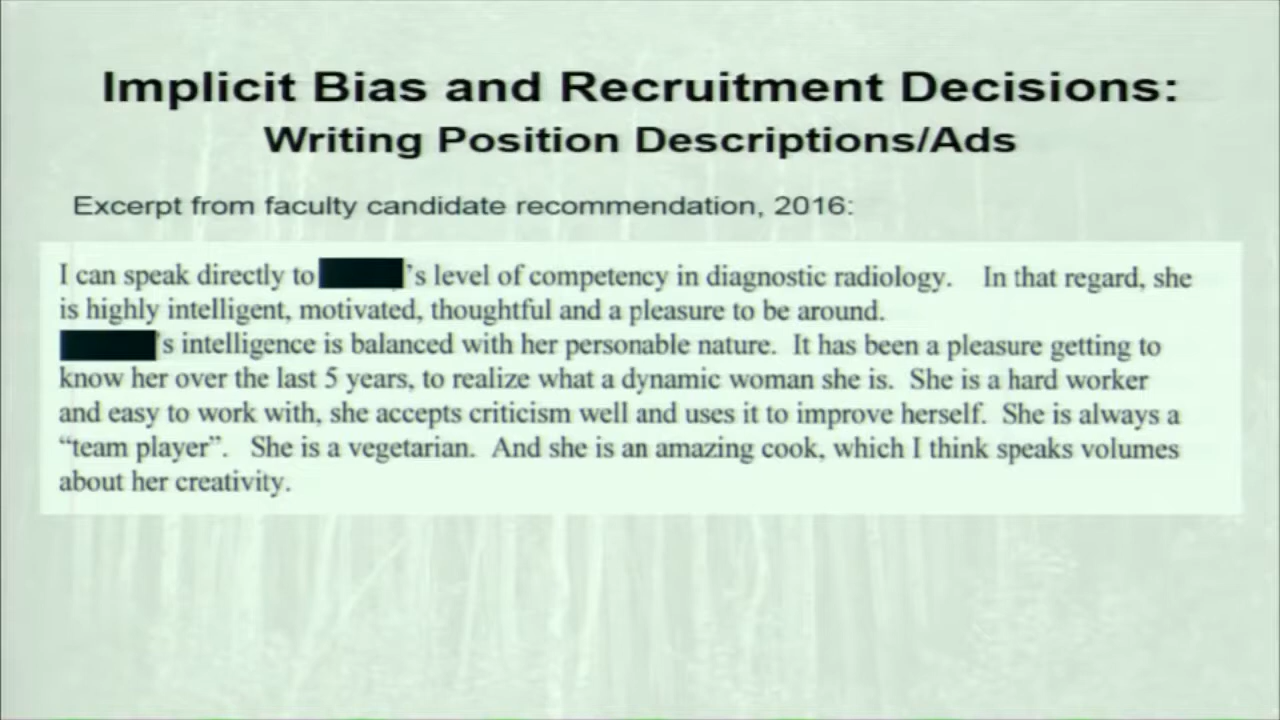 Implicit Bias and Recruitment Decisions:
Writing Position Descriptions/Ads
Excerpt from faculty candidate recommendation, 2016:
I can speak directly to 's level of competency in diagnostic radiology. In that regard, she
is highly intelligent, motivated, thoughtful and a pleasure to be around.
's intelligence is balanced with her personable nature. It has been a pleasure getting to
know her over the last 5 years, to realize what a dynamic woman she is. She is a hard worker
and easy to work with, she accepts criticism well and uses it to improve herself. She is always a
“team player”. She is a vegetarian. And she is an amazing cook, which I think speaks volumes
about her creativity.